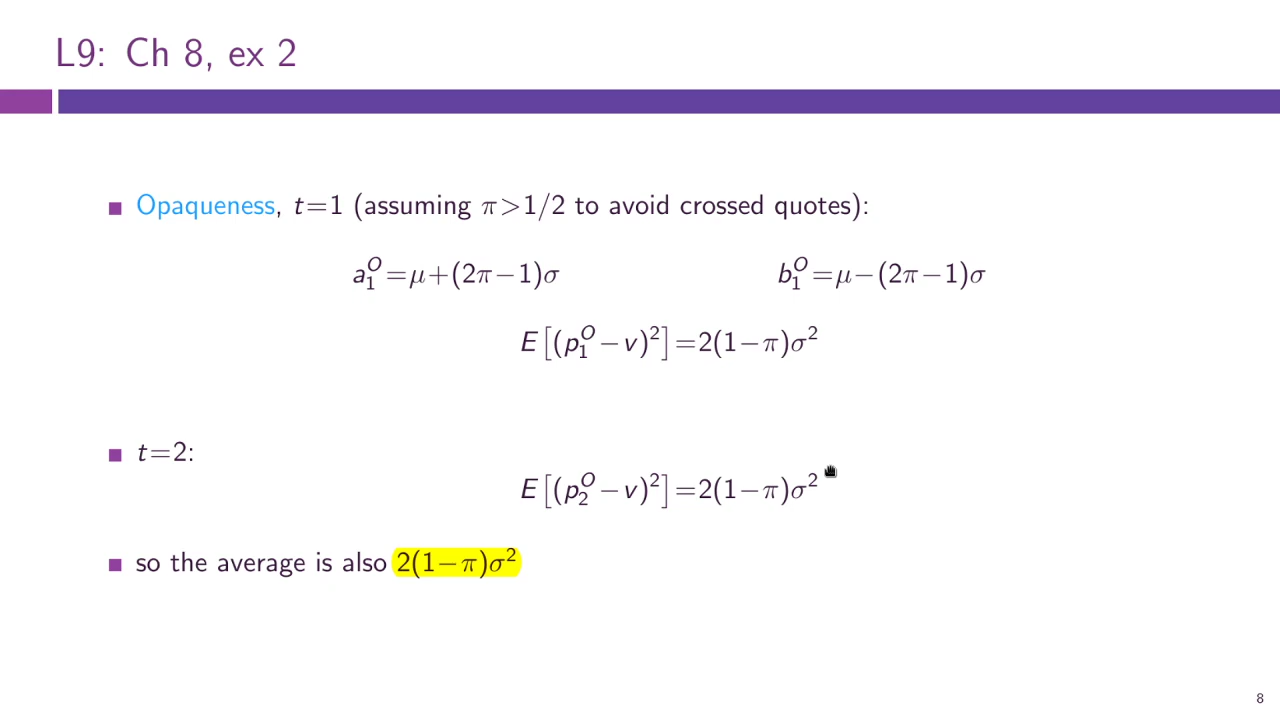 L9: Ch 8, ex 2
Opaqueness, t=1 (assuming π>1/2 to avoid crossed quotes):
a₁ᴼ=μ+(2π−1)σ b₁ᴼ=μ−(2π−1)σ
E[(p₁ᴼ−v)²]=2(1−π)σ²
t=2:
E[(p₂ᴼ−v)²]=2(1−π)σ²
so the average is also 2(1−π)σ²
8